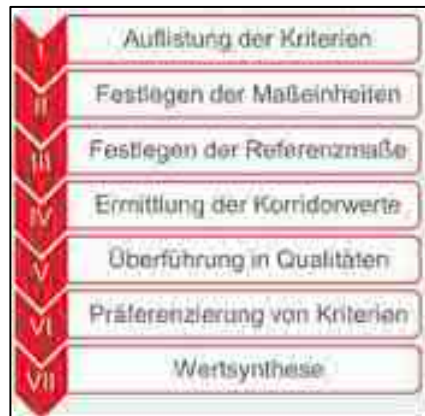 I Auflistung der Kriterien
II Festlegen der Maßeinheiten
III Festlegen der Referenzmaße
IV Ermittlung der Korridorwerte
V Überführung in Qualitäten
VI Präferenzierung von Kriterien
VII Wertsynthese